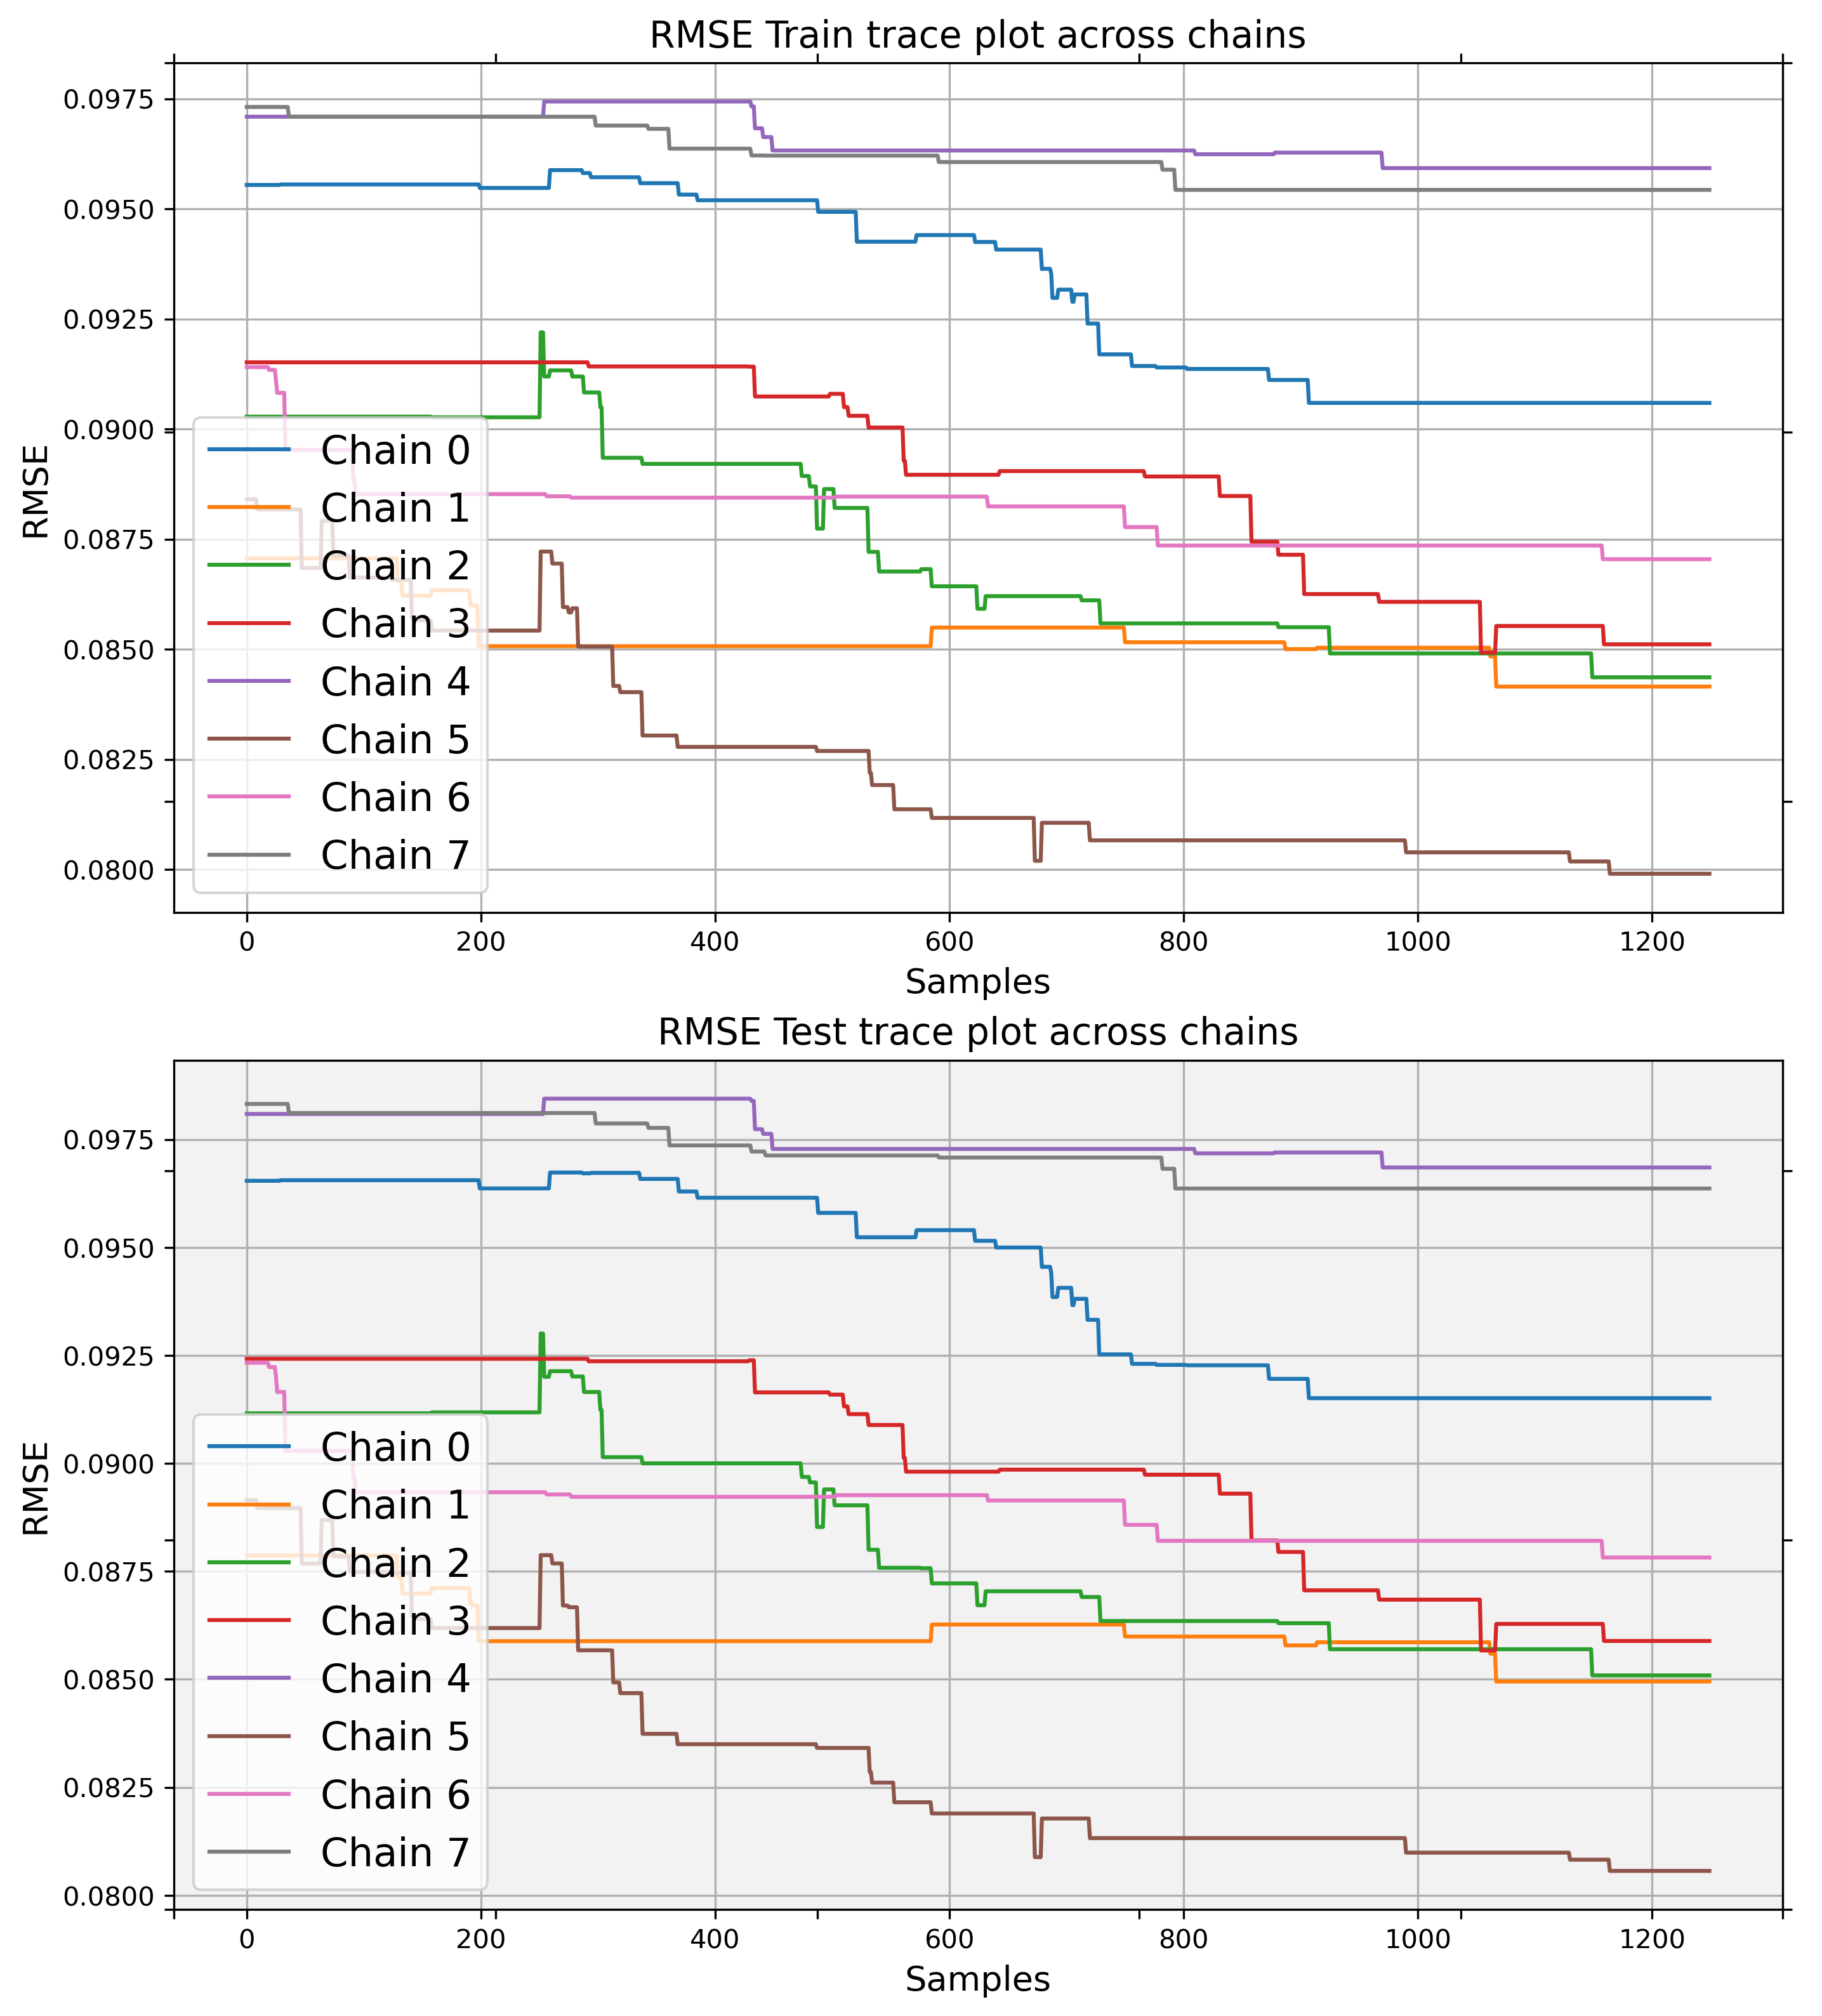 RMSE Train trace plot across chains
0.0975
0.0950
0.0925
0.0900
0.0875
0.0850
0.0825
0.0800
RMSE
Chain 0
Chain 1
Chain 2
Chain 3
Chain 4
Chain 5
Chain 6
Chain 7
0 200 400 600 800 1000 1200
Samples
RMSE Test trace plot across chains
0.0975
0.0950
0.0925
0.0900
0.0875
0.0850
0.0825
0.0800
RMSE
Chain 0
Chain 1
Chain 2
Chain 3
Chain 4
Chain 5
Chain 6
Chain 7
0 200 400 600 800 1000 1200
Samples